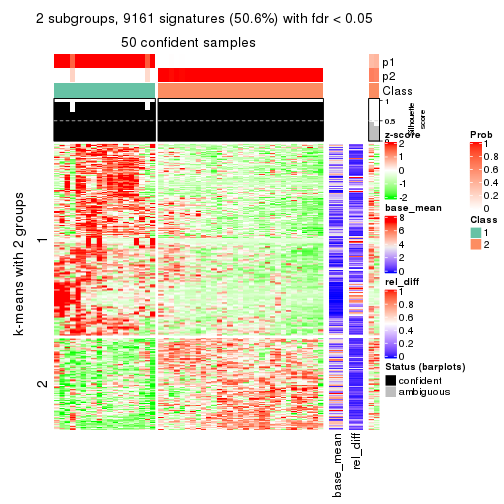 2 subgroups, 9161 signatures (50.6%) with fdr < 0.05
50 confident samples
p1
p2
Class
1
0.5
0
Silhouette
score
k-means with 2 groups
1
2
base_mean
rel_diff
z-score
2
1
0
-1
-2
base_mean
8
6
4
2
0
rel_diff
1
0.8
0.6
0.4
0.2
0
Status (barplots)
confident
ambiguous
Prob
1
0.8
0.6
0.4
0.2
0
Class
1
2